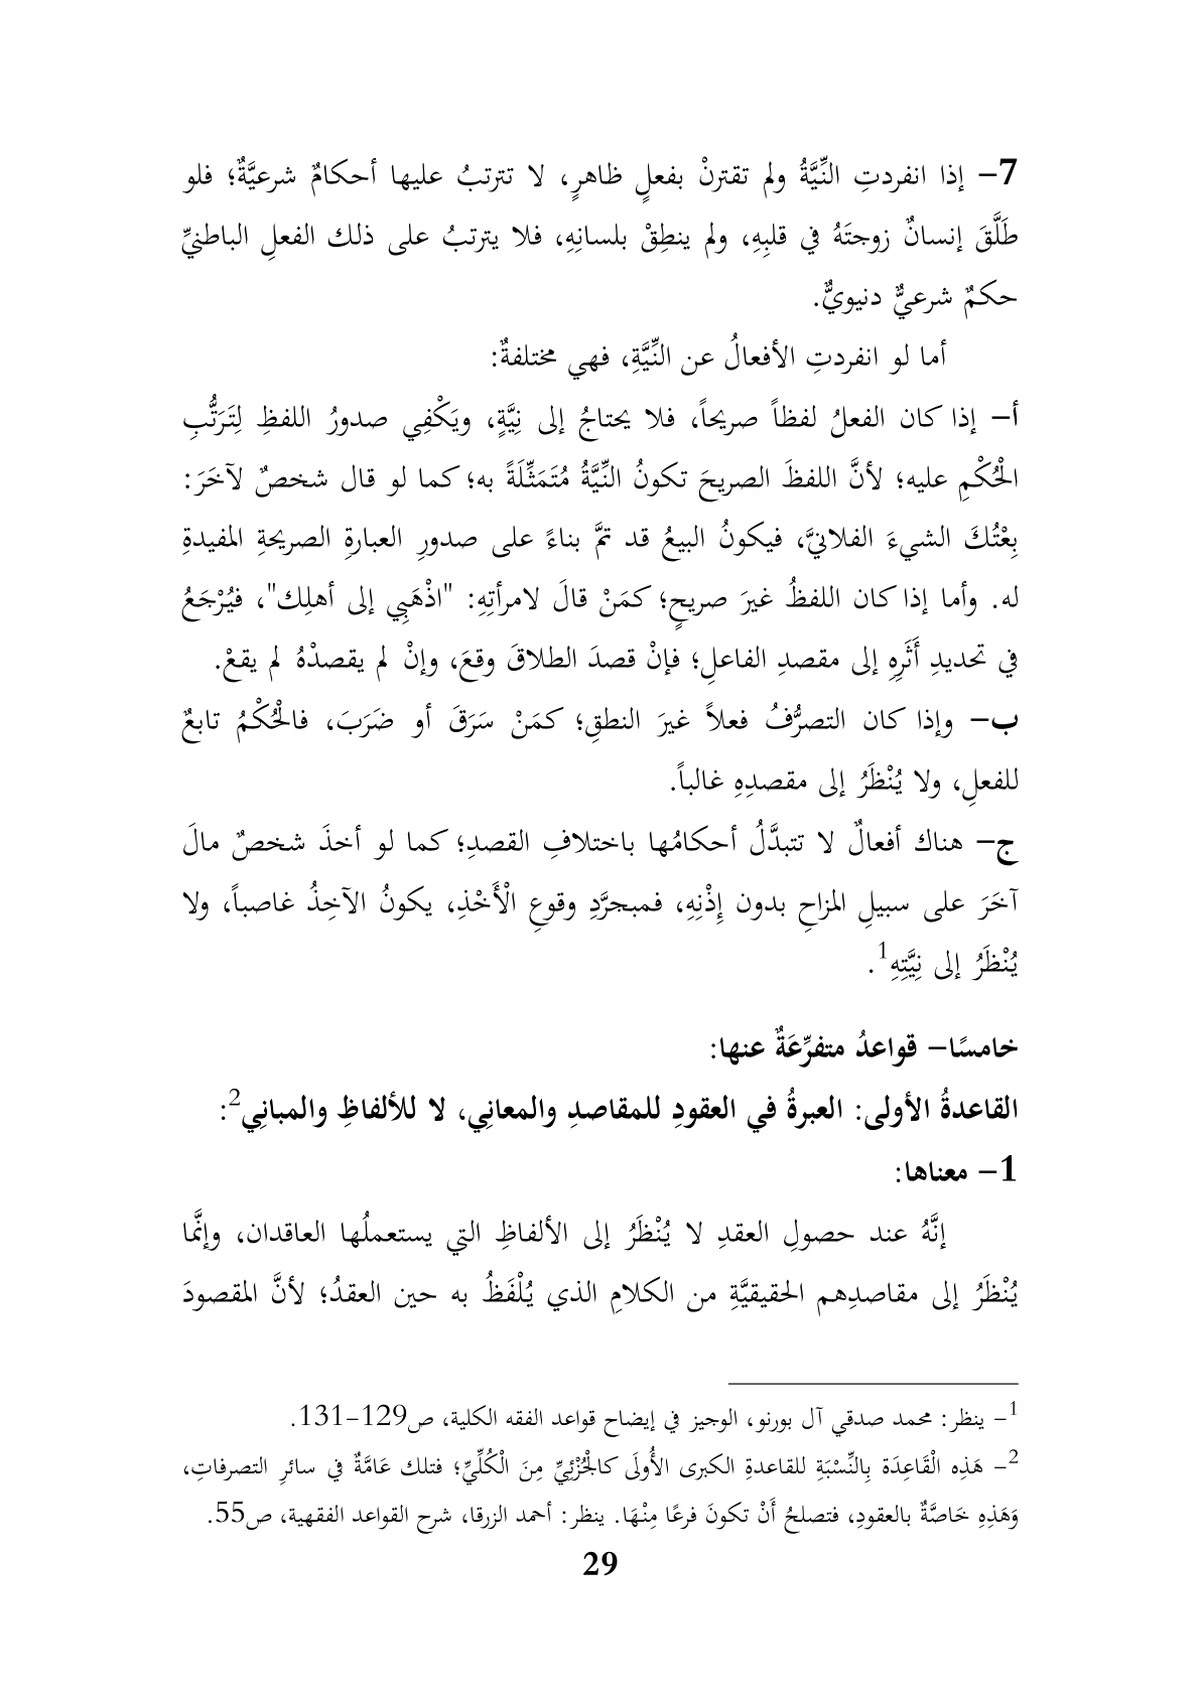 7- إذا انفردتِ النِّيَّةُ ولم تقترنْ بفعلٍ ظاهرٍ، لا تترتبُ عليها أحكامٌ شرعيَّةٌ؛ فلو
طَلَّقَ إنسانٌ زوجتَهُ في قلبِهِ، ولم ينطِقْ بلسانِهِ، فلا يترتبُ على ذلك الفعلِ الباطنيِّ
حكمٌ شرعيٌّ دنيويٌّ.
أما لو انفردتِ الأفعالُ عن النِّيَّةِ، فهي مختلفةٌ:
أ- إذا كان الفعلُ لفظاً صريحاً، فلا يحتاجُ إلى نِيَّةٍ، ويَكْفِي صدورُ اللفظِ لِتَرَتُّبِ
الْحُكْمِ عليه؛ لأنَّ اللفظَ الصريحَ تكونُ النِّيَّةُ مُتَمَثِّلَةً به؛ كما لو قال شخصٌ لآخَرَ:
بِعْتُكَ الشيءَ الفلانيَّ، فيكونُ البيعُ قد تمَّ بناءً على صدورِ العبارةِ الصريحةِ المفيدةِ
له. وأما إذا كان اللفظُ غيرَ صريحٍ؛ كمَنْ قالَ لامرأتِهِ: "اذْهَبِي إلى أهلِك"، فيُرْجَعُ
في تحديدِ أَثَرِهِ إلى مقصدِ الفاعلِ؛ فإنْ قصدَ الطلاقَ وقعَ، وإنْ لم يقصدْهُ لم يقعْ.
ب- وإذا كان التصرُّفُ فعلاً غيرَ النطقِ؛ كمَنْ سَرَقَ أو ضَرَبَ، فالْحُكْمُ تابعٌ
للفعلِ، ولا يُنْظَرُ إلى مقصدِهِ غالباً.
ج- هناك أفعالٌ لا تتبدَّلُ أحكامُها باختلافِ القصدِ؛ كما لو أخذَ شخصٌ مالَ
آخَرَ على سبيلِ المزاحِ بدون إِذْنِهِ، فمبجرَّدِ وقوعِ الْأَخْذِ، يكونُ الآخِذُ غاصباً، ولا
يُنْظَرُ إلى نِيَّتِهِ1.
خامسًا- قواعدُ متفرِّعَةٌ عنها:
القاعدةُ الأولى: العبرةُ في العقودِ للمقاصدِ والمعانِي، لا للألفاظِ والمبانِي2:
1- معناها:
إنَّهُ عند حصولِ العقدِ لا يُنْظَرُ إلى الألفاظِ التي يستعملُها العاقدان، وإنَّما
يُنْظَرُ إلى مقاصدِهم الحقيقيَّةِ من الكلامِ الذي يُلْفَظُ به حين العقدُ؛ لأنَّ المقصودَ
1- ينظر: محمد صدقي آل بورنو، الوجيز في إيضاح قواعد الفقه الكلية، ص129-131.
2- هَذِه الْقَاعِدَة بِالنِّسْبَةِ للقاعدةِ الكبرى الأُولَى كالْجُزْئِيِّ مِنَ الْكُلِّيِّ؛ فتلك عَامَّةٌ في سائرِ التصرفاتِ،
وَهَذِهِ خَاصَّةٌ بالعقودِ، فتصلحُ أَنْ تكونَ فرعًا مِنْهَا. ينظر: أحمد الزرقا، شرح القواعد الفقهية، ص55.
29